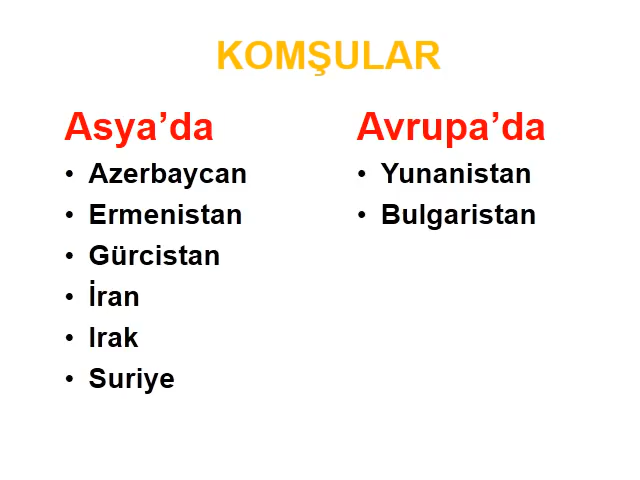 KOMŞULAR
Asya’da
• Azerbaycan
• Ermenistan
• Gürcistan
• İran
• Irak
• Suriye
Avrupa’da
• Yunanistan
• Bulgaristan